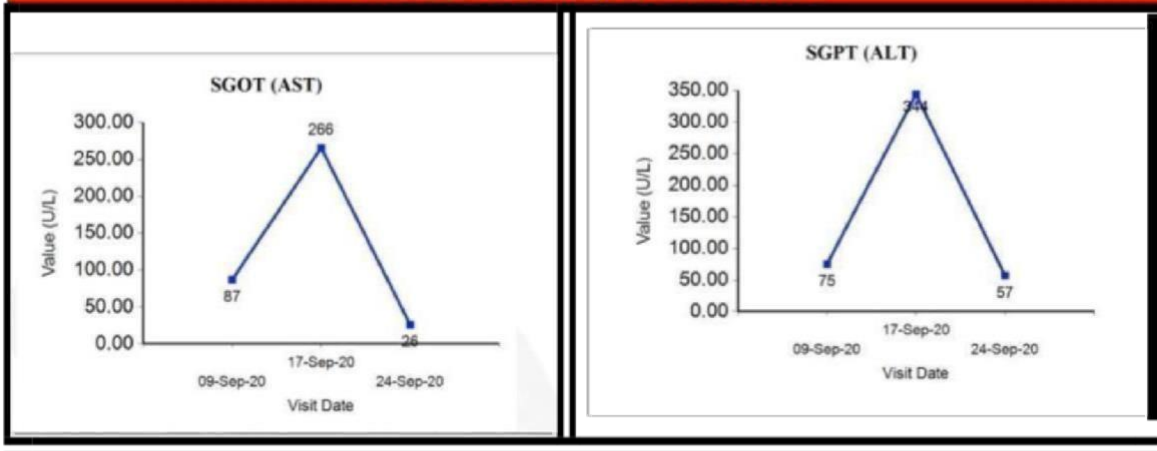 SGOT (AST)
300.00
250.00
200.00
150.00
100.00
50.00
0.00
Value (U/L)
266
87
26
09-Sep-20
17-Sep-20
24-Sep-20
Visit Date
SGPT (ALT)
350.00
300.00
250.00
200.00
150.00
100.00
50.00
0.00
Value (U/L)
344
75
57
09-Sep-20
17-Sep-20
24-Sep-20
Visit Date